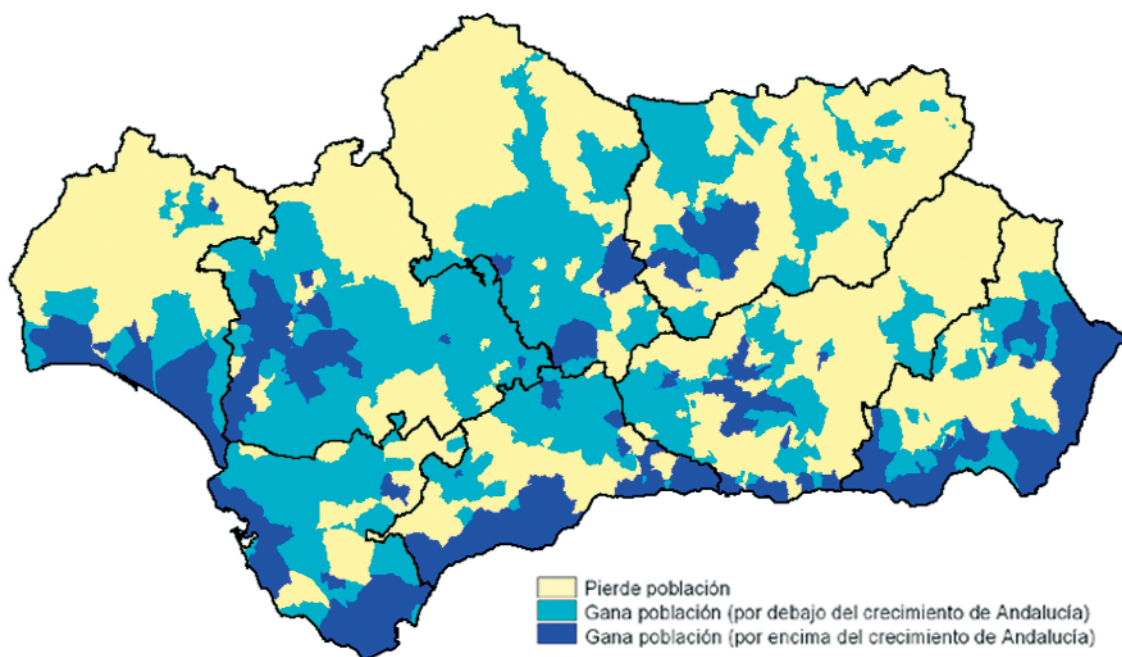 Pierde población
Gana población (por debajo del crecimiento de Andalucía)
Gana población (por encima del crecimiento de Andalucía)